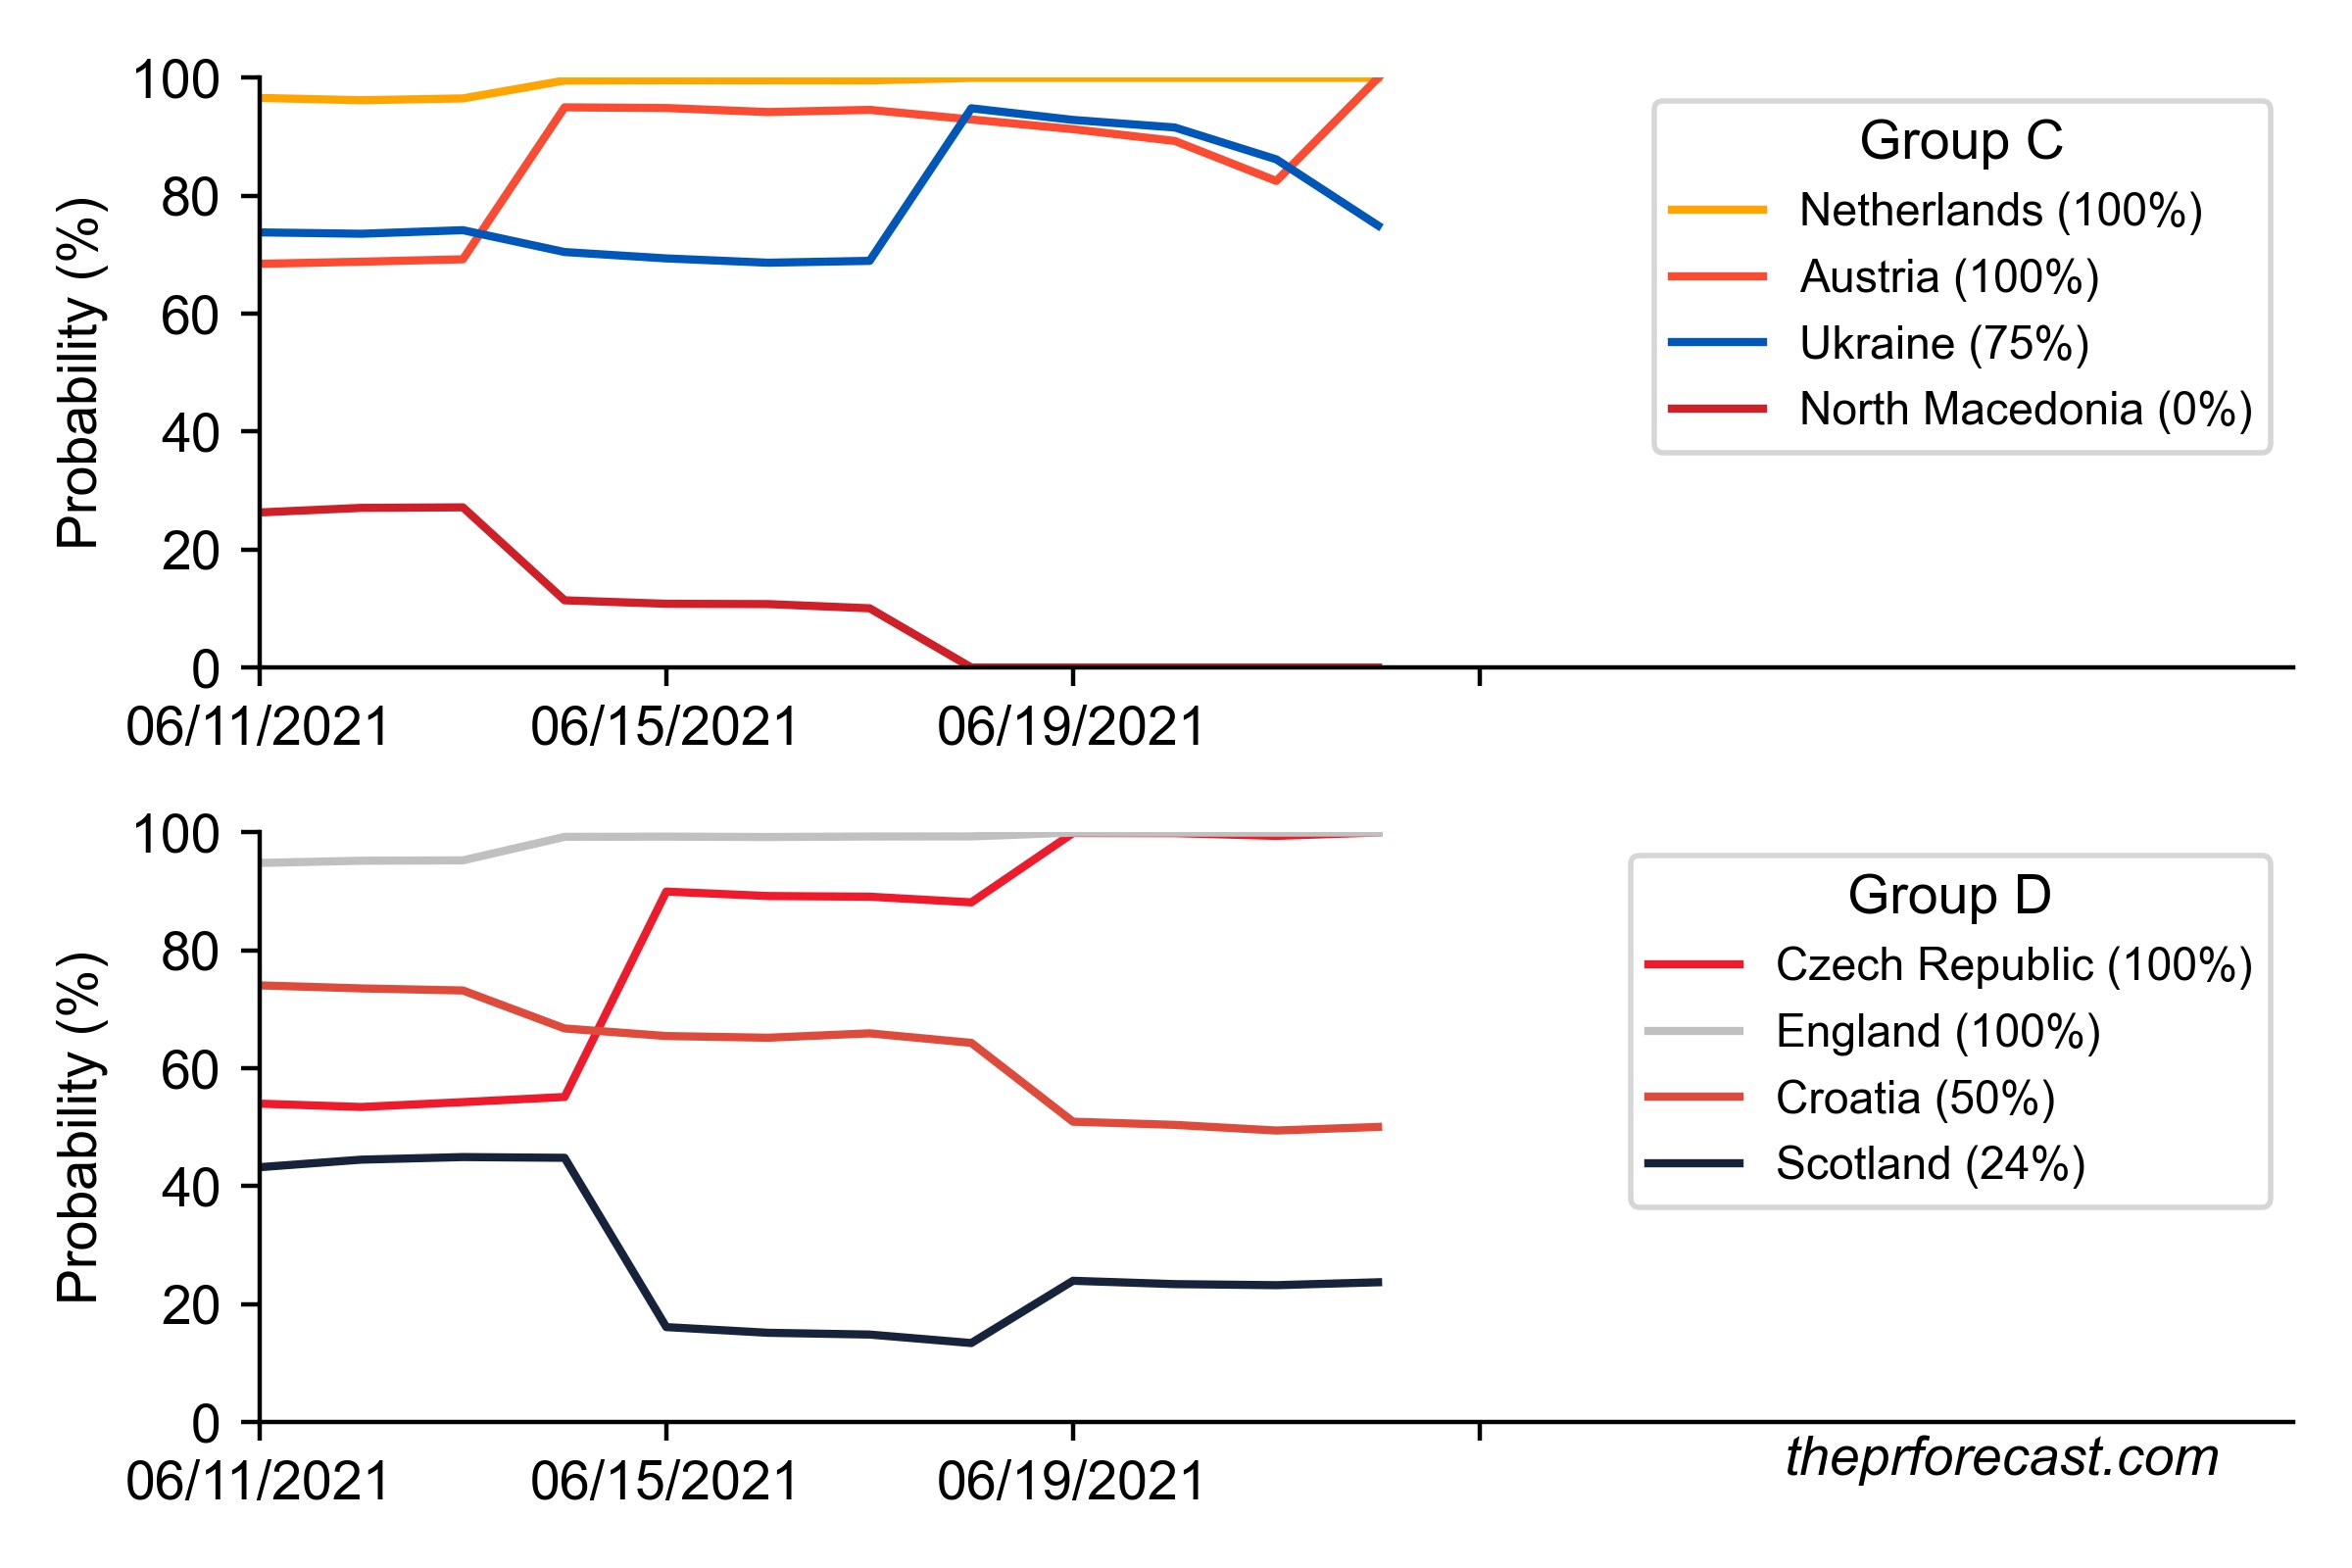 100
80
60
40
20
0
Probability (%)
06/11/2021
06/15/2021
06/19/2021
Group C
Netherlands (100%)
Austria (100%)
Ukraine (75%)
North Macedonia (0%)
100
80
60
40
20
0
Probability (%)
06/11/2021
06/15/2021
06/19/2021
Group D
Czech Republic (100%)
England (100%)
Croatia (50%)
Scotland (24%)
theprforecast.com